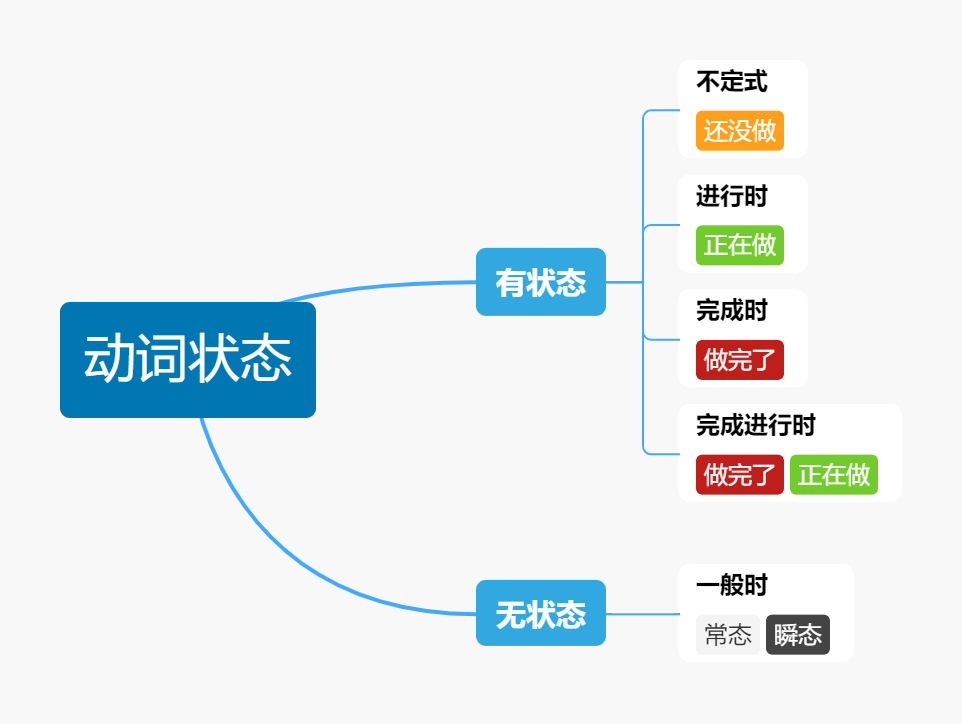 动词状态
有状态
不定式
还没做
进行时
正在做
完成时
做完了
完成进行时
做完了 正在做
无状态
一般时
常态 瞬态